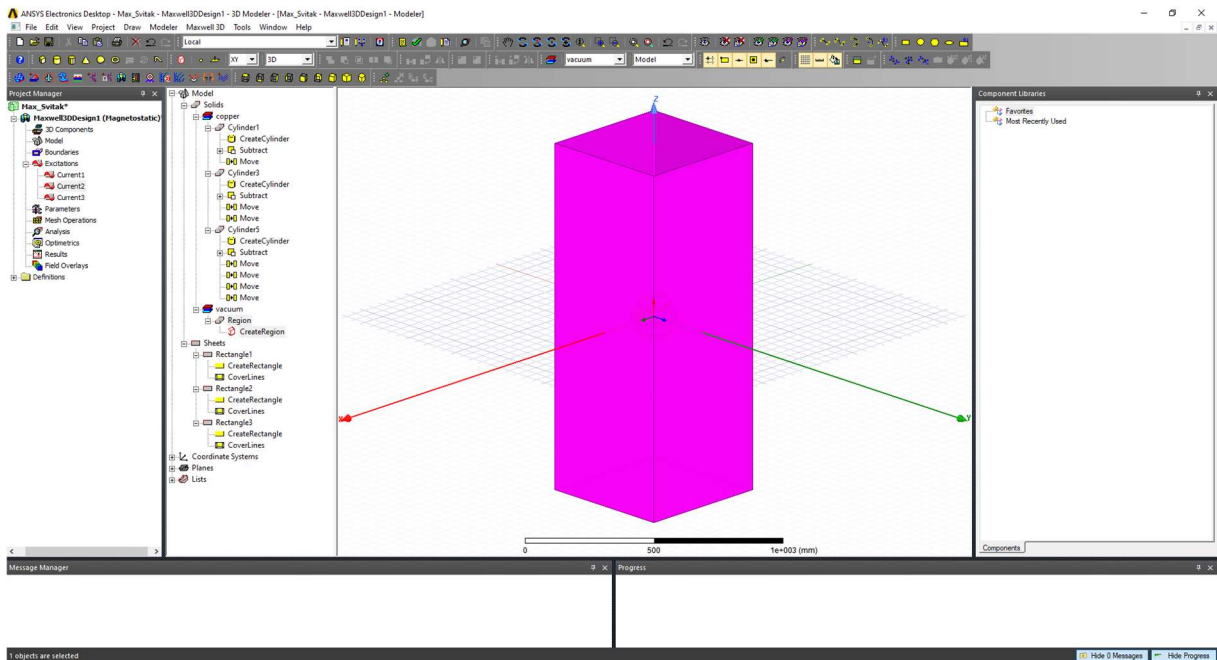 ANSYS Electronics Desktop - Max_Svitak - Maxwell3DDesign1 - 3D Modeler - [Max_Svitak - Maxwell3DDesign1 - Modeler]
File Edit View Project Draw Modeler Maxwell 3D Tools Window Help
Local
XY 3D vacuum Model
Project Manager
Max_Svitak*
Maxwell3DDesign1 (Magnetostatic)*
3D Components
Model
Boundaries
Excitations
Current1
Current2
Current3
Parameters
Mesh Operations
Analysis
Optimetrics
Results
Field Overlays
Definitions
Model
Solids
copper
Cylinder1
CreateCylinder
Subtract
Move
Cylinder3
CreateCylinder
Subtract
Move
Move
Cylinder5
CreateCylinder
Subtract
Move
Move
Move
Move
vacuum
Region
CreateRegion
Sheets
Rectangle1
CreateRectangle
CoverLines
Rectangle2
CreateRectangle
CoverLines
Rectangle3
CreateRectangle
CoverLines
Coordinate Systems
Planes
Lists
Z
X
Y
0 500 1e+003 (mm)
Component Libraries
Favorites
Most Recently Used
Components
Message Manager
Progress
1 objects are selected
Hide 0 Messages
Hide Progress